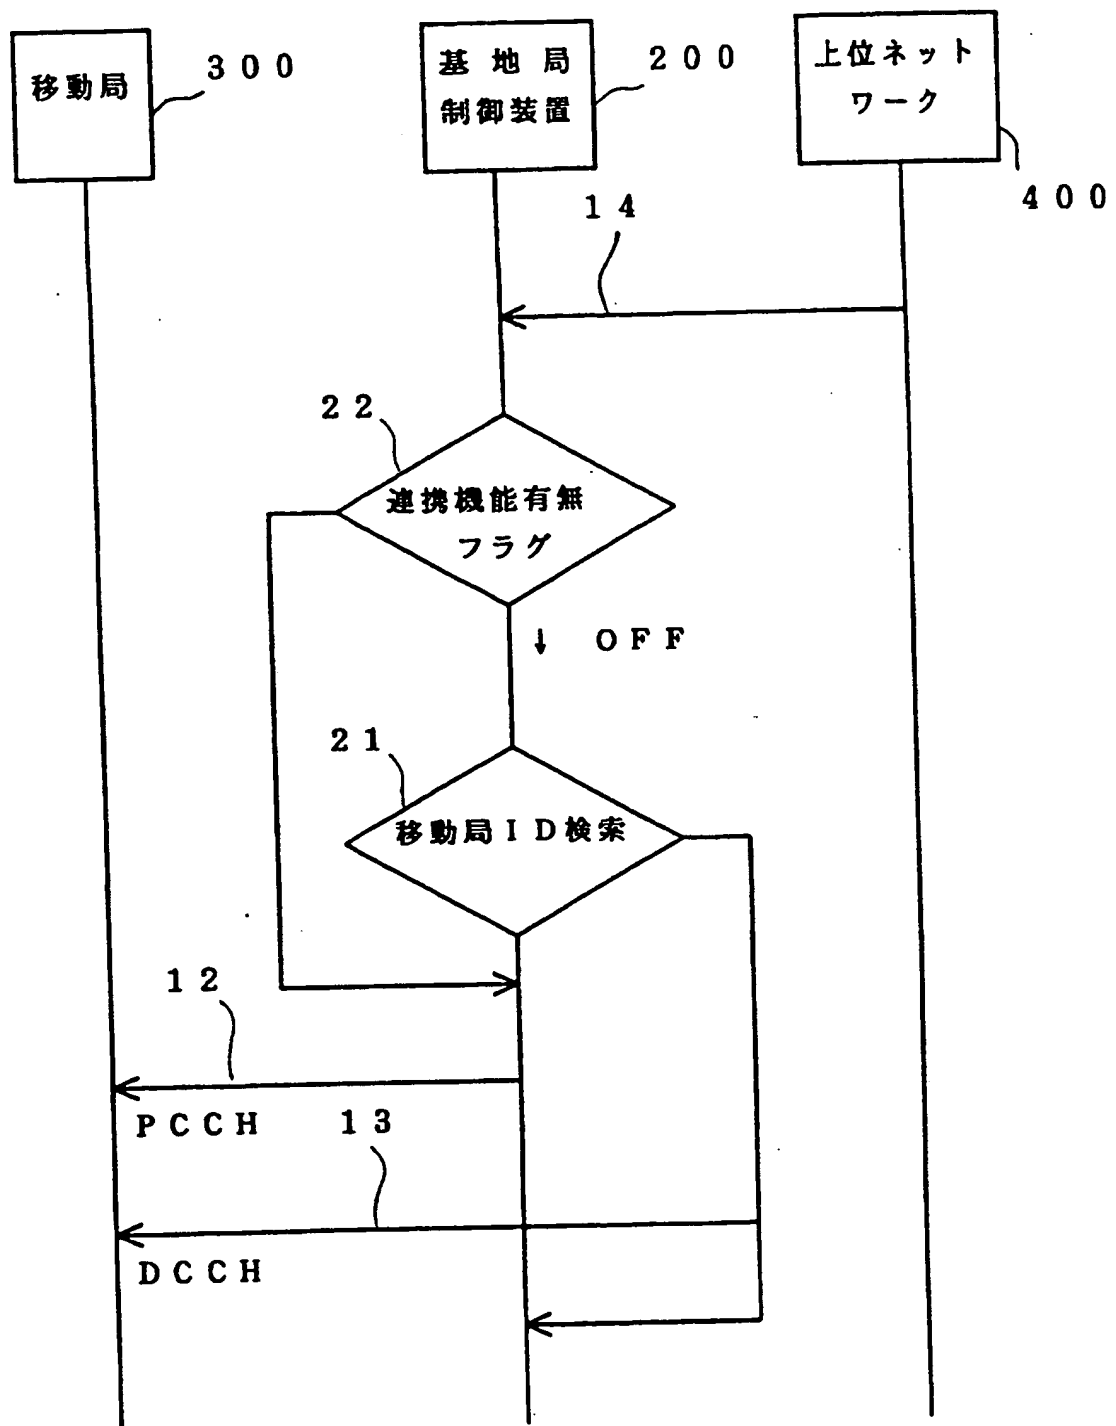 移動局
３００
基地局
制御装置
２００
上位ネット
ワーク
４００
１４
２２
連携機能有無
フラグ
↓ ＯＦＦ
２１
移動局ＩＤ検索
１２
ＰＣＣＨ
１３
ＤＣＣＨ